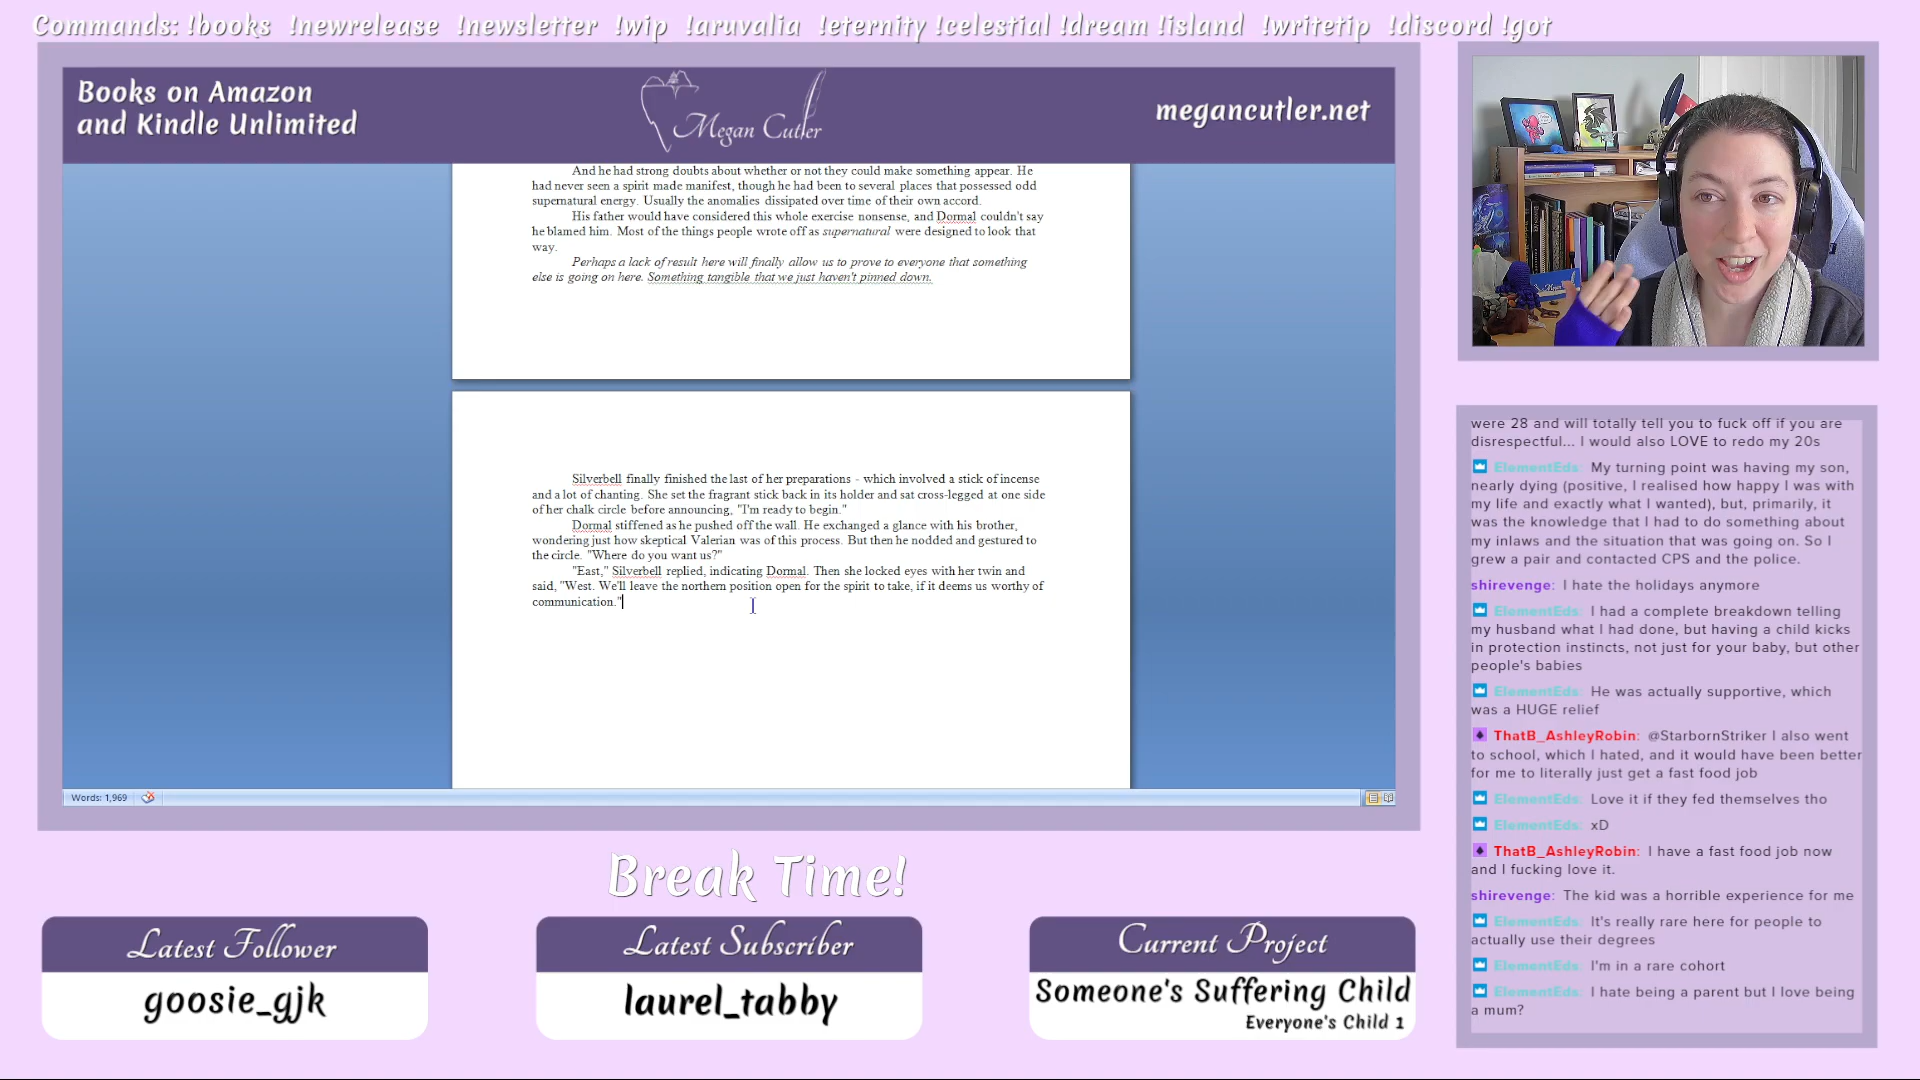 Commands: !books !newrelease !newsletter !wip !aruvalia !eternity !celestial !dream !island !writetip !discord !got
Books on Amazon
and Kindle Unlimited
Megan Cutler
megancutler.net
And he had strong doubts about whether or not they could make something appear. He
had never seen a spirit made manifest, though he had been to several places that possessed odd
supernatural energy. Usually the anomalies dissipated over time of their own accord.
His father would have considered this whole exercise nonsense, and Dormal couldn't say
he blamed him. Most of the things people wrote off as supernatural were designed to look that
way.
Perhaps a lack of result here will finally allow us to prove to everyone that something
else is going on here. Something tangible that we just haven't pinned down.
Silverbell finally finished the last of her preparations - which involved a stick of incense
and a lot of chanting. She set the fragrant stick back in its holder and sat cross-legged at one side
of her chalk circle before announcing, "I'm ready to begin."
Dormal stiffened as he pushed off the wall. He exchanged a glance with his brother,
wondering just how skeptical Valerian was of this process. But then he nodded and gestured to
the circle. "Where do you want us?"
"East," Silverbell replied, indicating Dormal. Then she locked eyes with her twin and
said, "West. We'll leave the northern position open for the spirit to take, if it deems us worthy of
communication."
Words: 1,969
were 28 and will totally tell you to fuck off if you are
disrespectful... I would also LOVE to redo my 20s
ElementEds: My turning point was having my son,
nearly dying (positive, I realised how happy I was with
my life and exactly what I wanted), but, primarily, it
was the knowledge that I had to do something about
my inlaws and the situation that was going on. So I
grew a pair and contacted CPS and the police.
shirevenge: I hate the holidays anymore
ElementEds: I had a complete breakdown telling
my husband what I had done, but having a child kicks
in protection instincts, not just for your baby, but other
people's babies
ElementEds: He was actually supportive, which
was a HUGE relief
ThatB_AshleyRobin: @StarbornStriker I also went
to school, which I hated, and it would have been better
for me to literally just get a fast food job
ElementEds: Love it if they fed themselves tho
ElementEds: xD
ThatB_AshleyRobin: I have a fast food job now
and I fucking love it.
shirevenge: The kid was a horrible experience for me
ElementEds: It's really rare here for people to
actually use their degrees
ElementEds: I'm in a rare cohort
ElementEds: I hate being a parent but I love being
a mum?
Break Time!
Latest Follower
goosie_gjk
Latest Subscriber
laurel_tabby
Current Project
Someone's Suffering Child
Everyone's Child 1